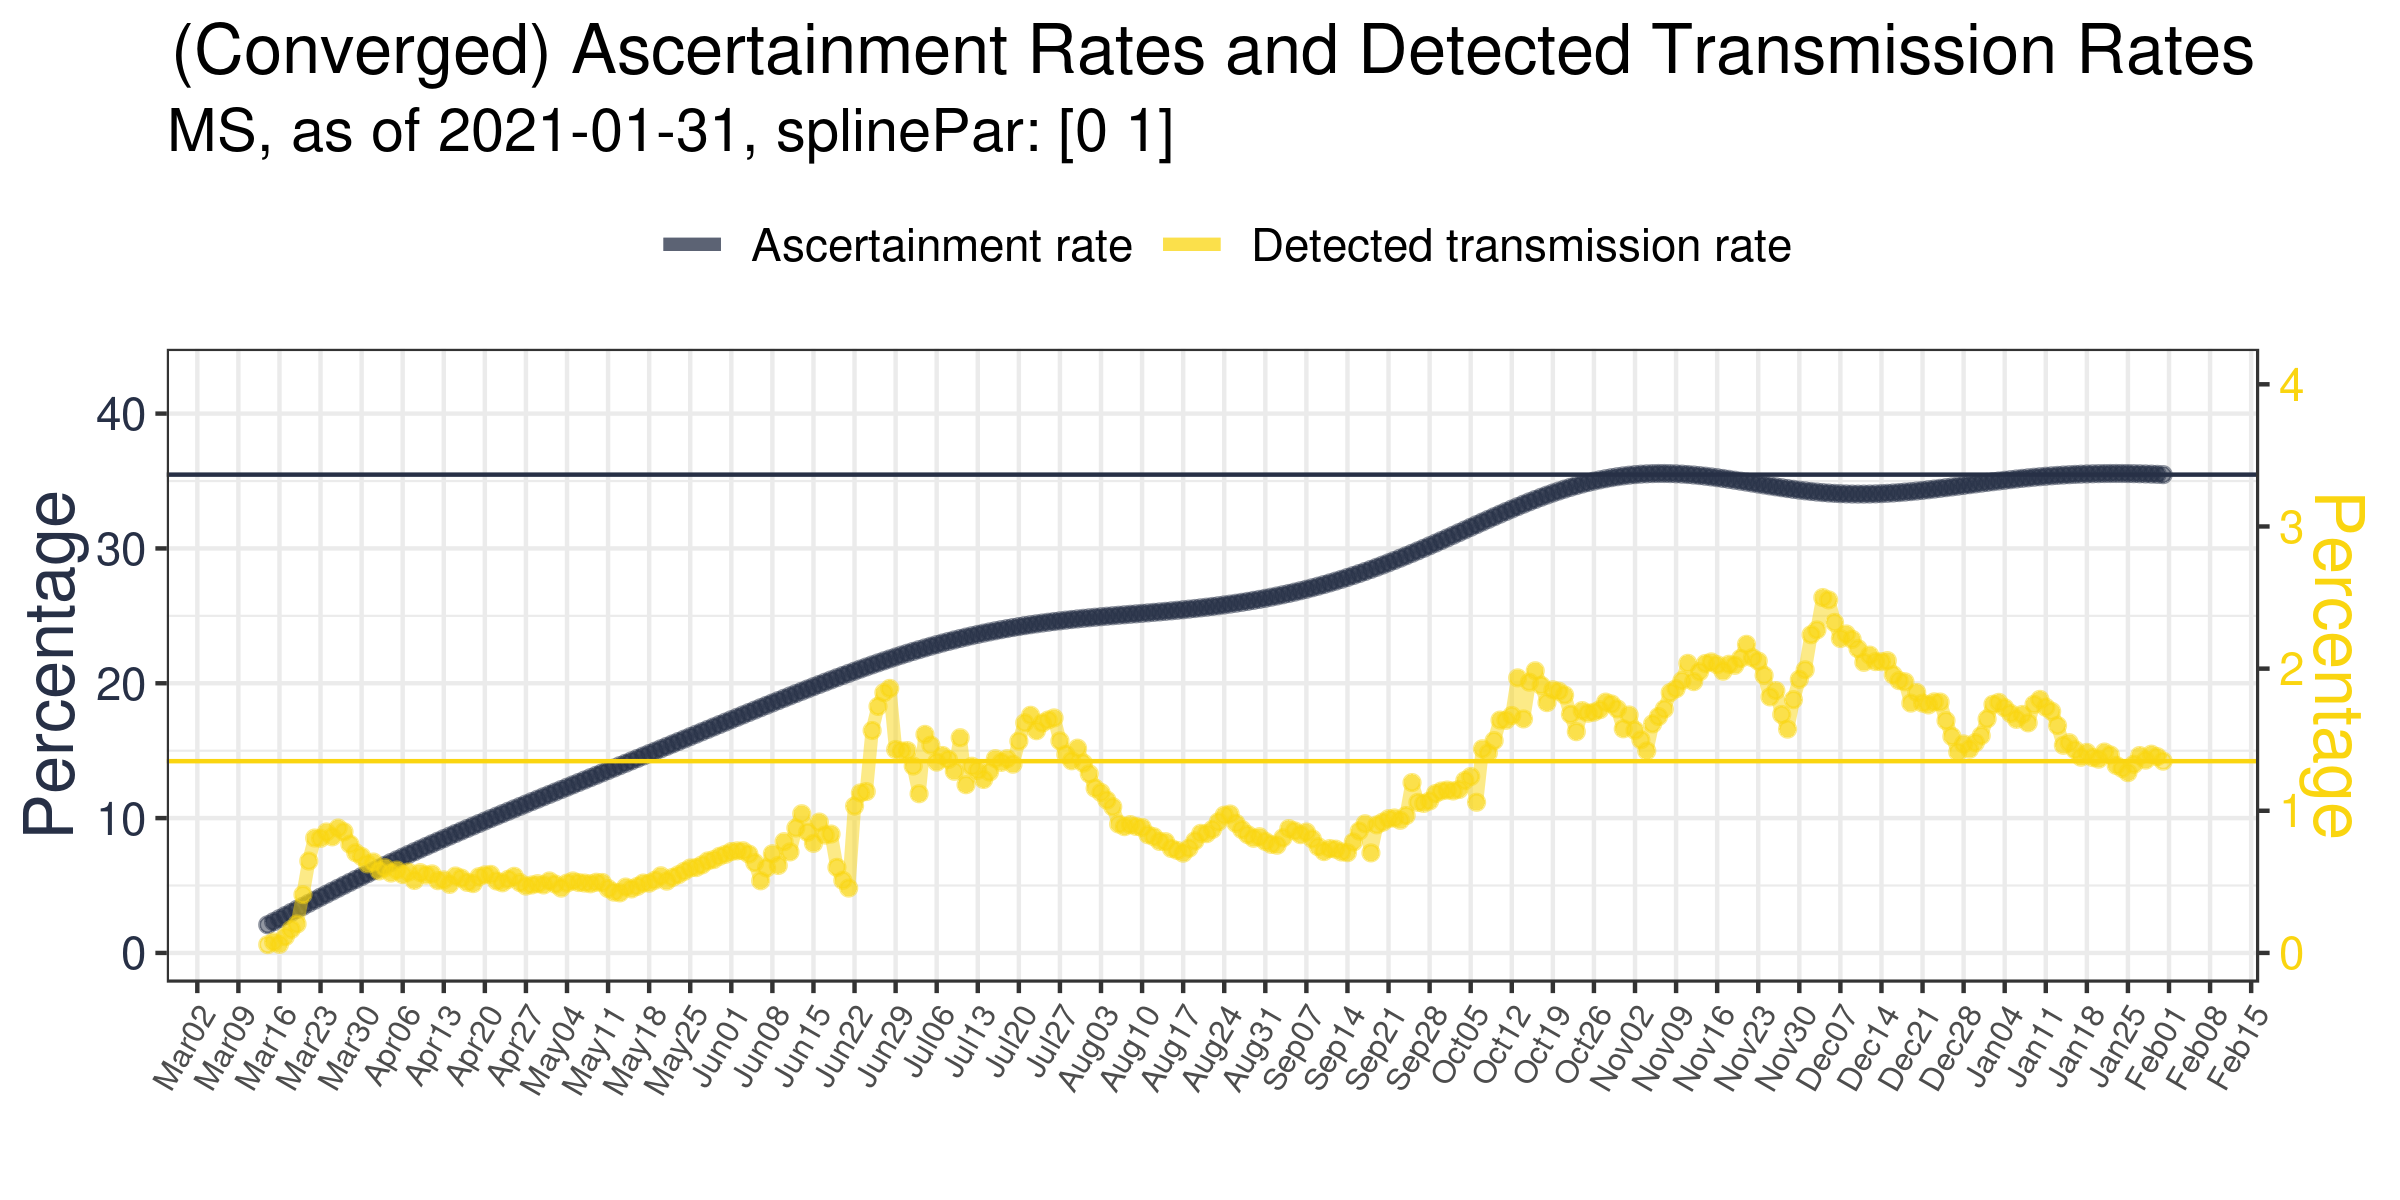 (Converged) Ascertainment Rates and Detected Transmission Rates
MS, as of 2021-01-31, splinePar: [0 1]
Ascertainment rate Detected transmission rate
Percentage
40
30
20
10
0
4
3
2
1
0
Percentage
Mar02 Mar09 Mar16 Mar23 Mar30 Apr06 Apr13 Apr20 Apr27 May04 May11 May18 May25 Jun01 Jun08 Jun15 Jun22 Jun29 Jul06 Jul13 Jul20 Jul27 Aug03 Aug10 Aug17 Aug24 Aug31 Sep07 Sep14 Sep21 Sep28 Oct05 Oct12 Oct19 Oct26 Nov02 Nov09 Nov16 Nov23 Nov30 Dec07 Dec14 Dec21 Dec28 Jan04 Jan11 Jan18 Jan25 Feb01 Feb08 Feb15